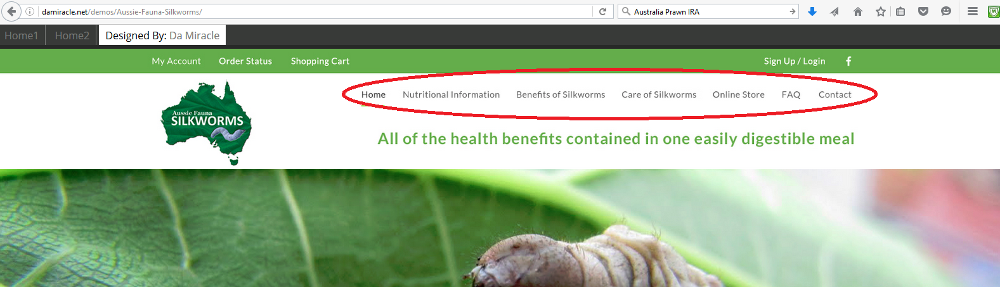 damiracle.net/demos/Aussie-Fauna-Silkworms/ Australia Prawn IRA
Home1 Home2 Designed By: Da Miracle
My Account Order Status Shopping Cart Sign Up / Login f
Home Nutritional Information Benefits of Silkworms Care of Silkworms Online Store FAQ Contact
Aussie Fauna
SILKWORMS
All of the health benefits contained in one easily digestible meal